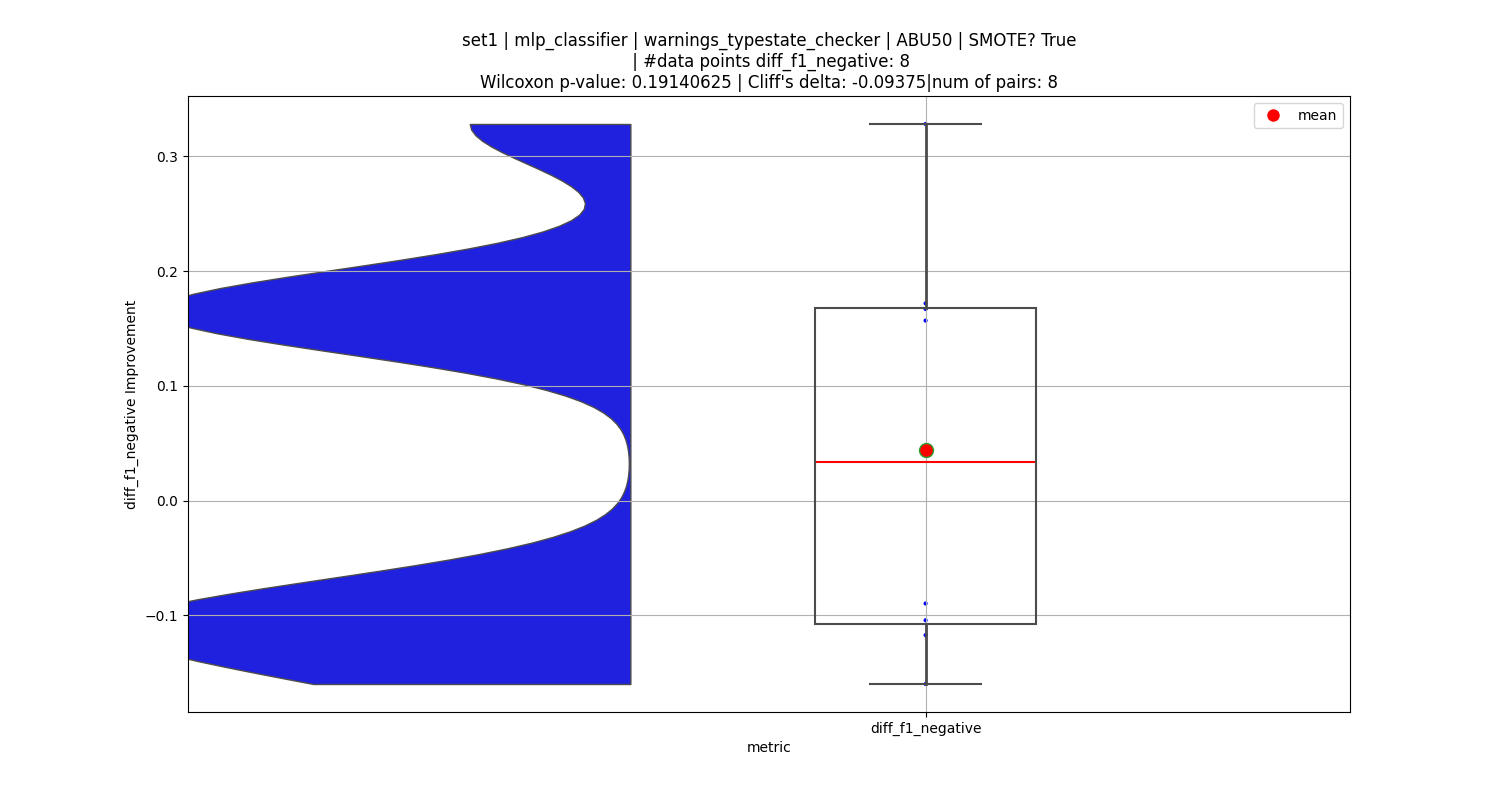 set1 | mlp_classifier | warnings_typestate_checker | ABU50 | SMOTE? True
| #data points diff_f1_negative: 8
Wilcoxon p-value: 0.19140625 | Cliff's delta: -0.09375|num of pairs: 8
mean
0.3
0.2
0.1
0.0
−0.1
diff_f1_negative Improvement
diff_f1_negative
metric